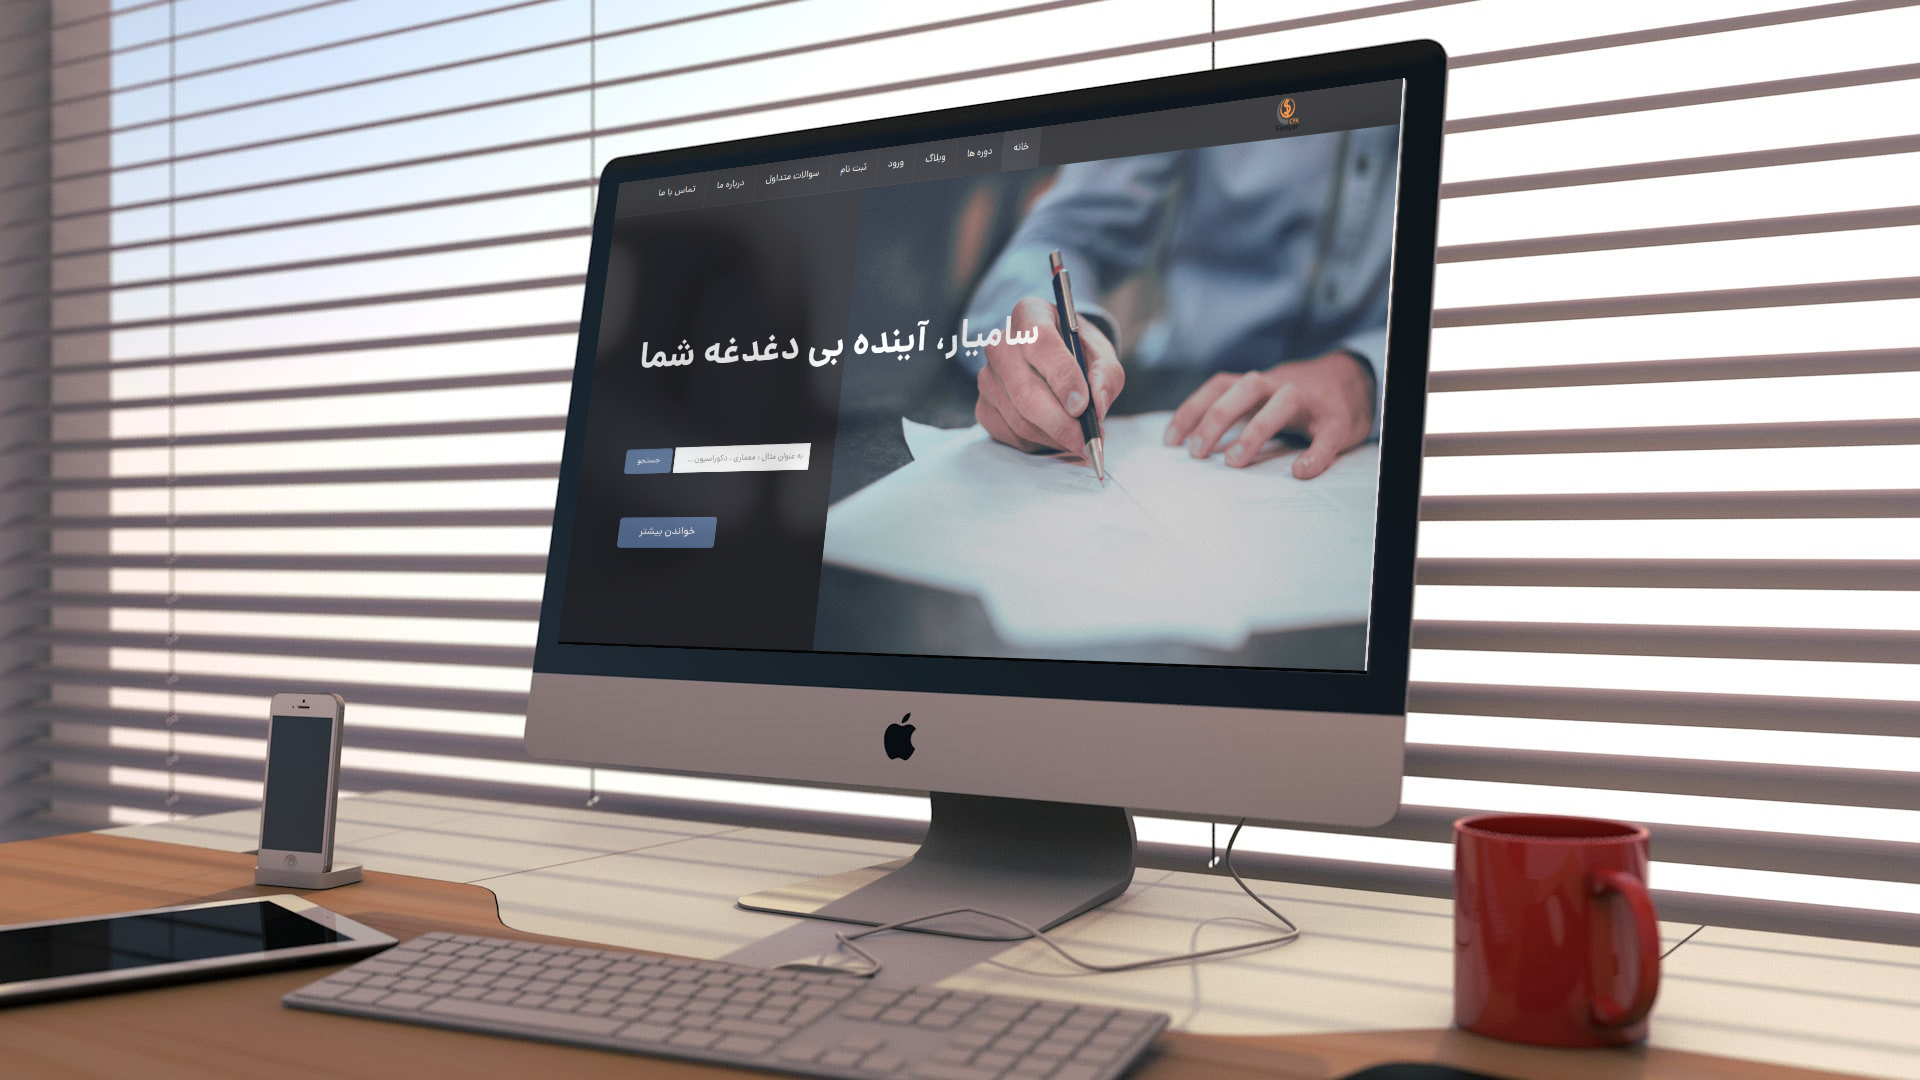 CPA
Samyar
خانه
دوره ها
وبلاگ
ورود
ثبت نام
سوالات متداول
درباره ما
تماس با ما
سامیار، آینده بی دغدغه شما
به عنوان مثال : معماری ، دکوراسیون...
جستجو
خواندن بیشتر